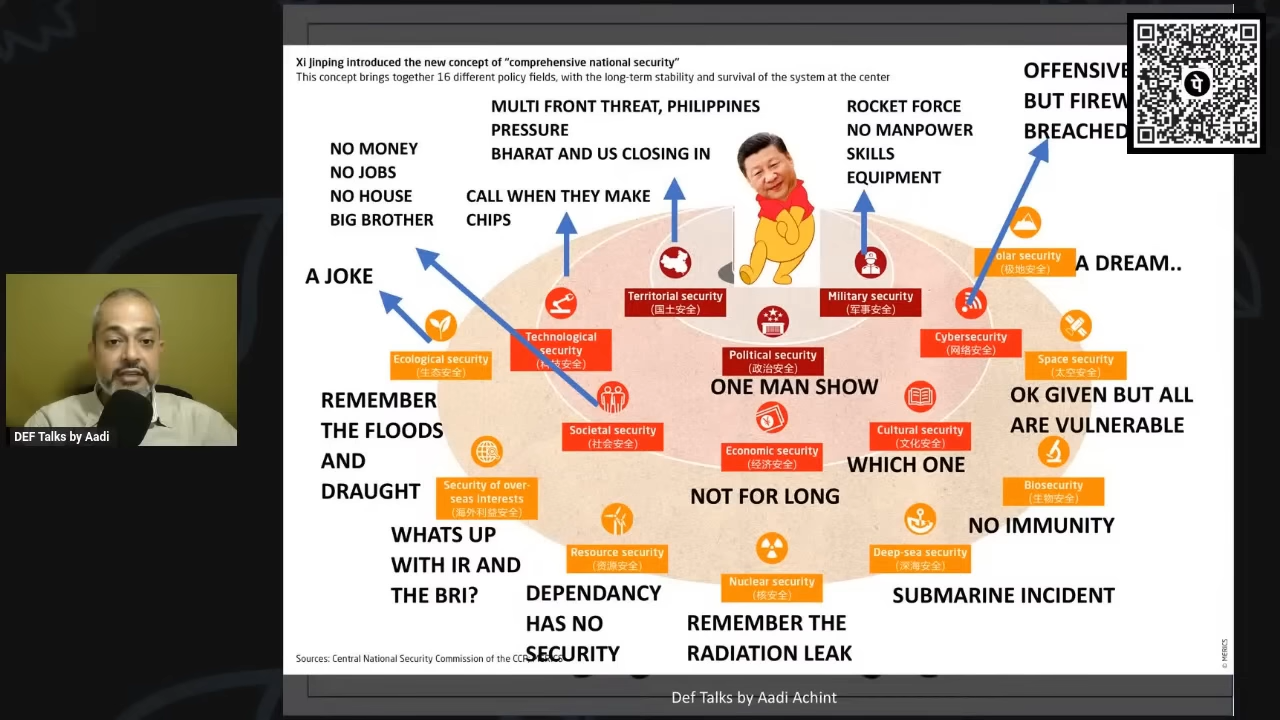 Xi Jinping introduced the new concept of "comprehensive national security"
This concept brings together 16 different policy fields, with the long-term stability and survival of the system at the center
OFFENSIVE
BUT FIREW
BREACHED
MULTI FRONT THREAT, PHILIPPINES
PRESSURE
BHARAT AND US CLOSING IN
ROCKET FORCE
NO MANPOWER
SKILLS
EQUIPMENT
NO MONEY
NO JOBS
NO HOUSE
BIG BROTHER
CALL WHEN THEY MAKE
CHIPS
A JOKE
olar security
(极地安全)
A DREAM..
Territorial security
(国土安全)
Military security
(军事安全)
Technological
security
(科技安全)
Cybersecurity
(网络安全)
Ecological security
(生态安全)
Political security
(政治安全)
Space security
(太空安全)
ONE MAN SHOW
REMEMBER
THE FLOODS
AND
DRAUGHT
OK GIVEN BUT ALL
ARE VULNERABLE
Societal security
(社会安全)
Cultural security
(文化安全)
Economic security
(经济安全)
WHICH ONE
Security of over-
seas interests
(海外利益安全)
Biosecurity
(生物安全)
NOT FOR LONG
NO IMMUNITY
WHATS UP
WITH IR AND
THE BRI?
Resource security
(资源安全)
Deep-sea security
(深海安全)
Nuclear security
(核安全)
DEPENDANCY
HAS NO
SECURITY
REMEMBER THE
RADIATION LEAK
SUBMARINE INCIDENT
Sources: Central National Security Commission of the CCP,
© MERICS
DEF Talks by Aadi
Def Talks by Aadi Achint
पे